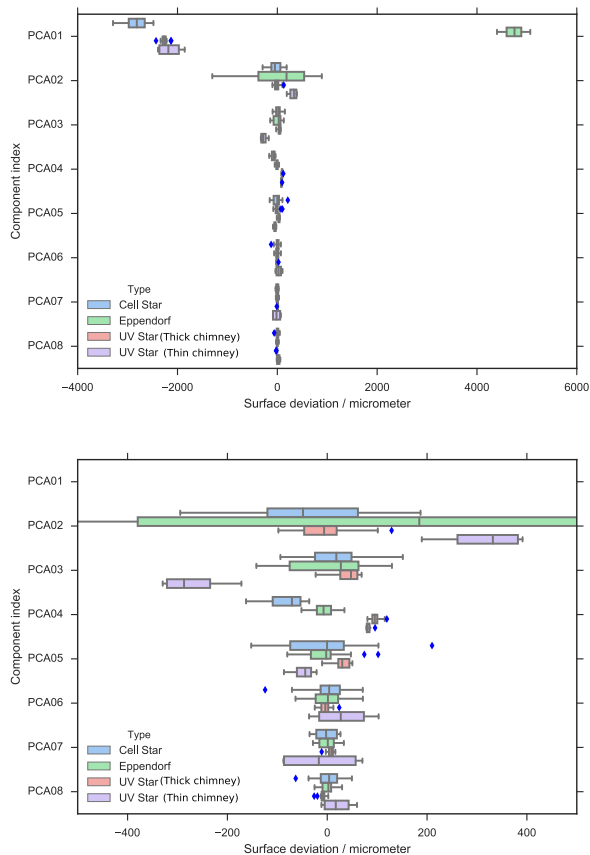 PCA01
PCA02
PCA03
PCA04
PCA05
PCA06
PCA07
PCA08
Component index
Type
Cell Star
Eppendorf
UV Star(Thick chimney)
UV Star (Thin chimney)
−4000 −2000 0 2000 4000 6000
Surface deviation / micrometer
PCA01
PCA02
PCA03
PCA04
PCA05
PCA06
PCA07
PCA08
Component index
Type
Cell Star
Eppendorf
UV Star(Thick chimney)
UV Star (Thin chimney)
−400 −200 0 200 400
Surface deviation / micrometer